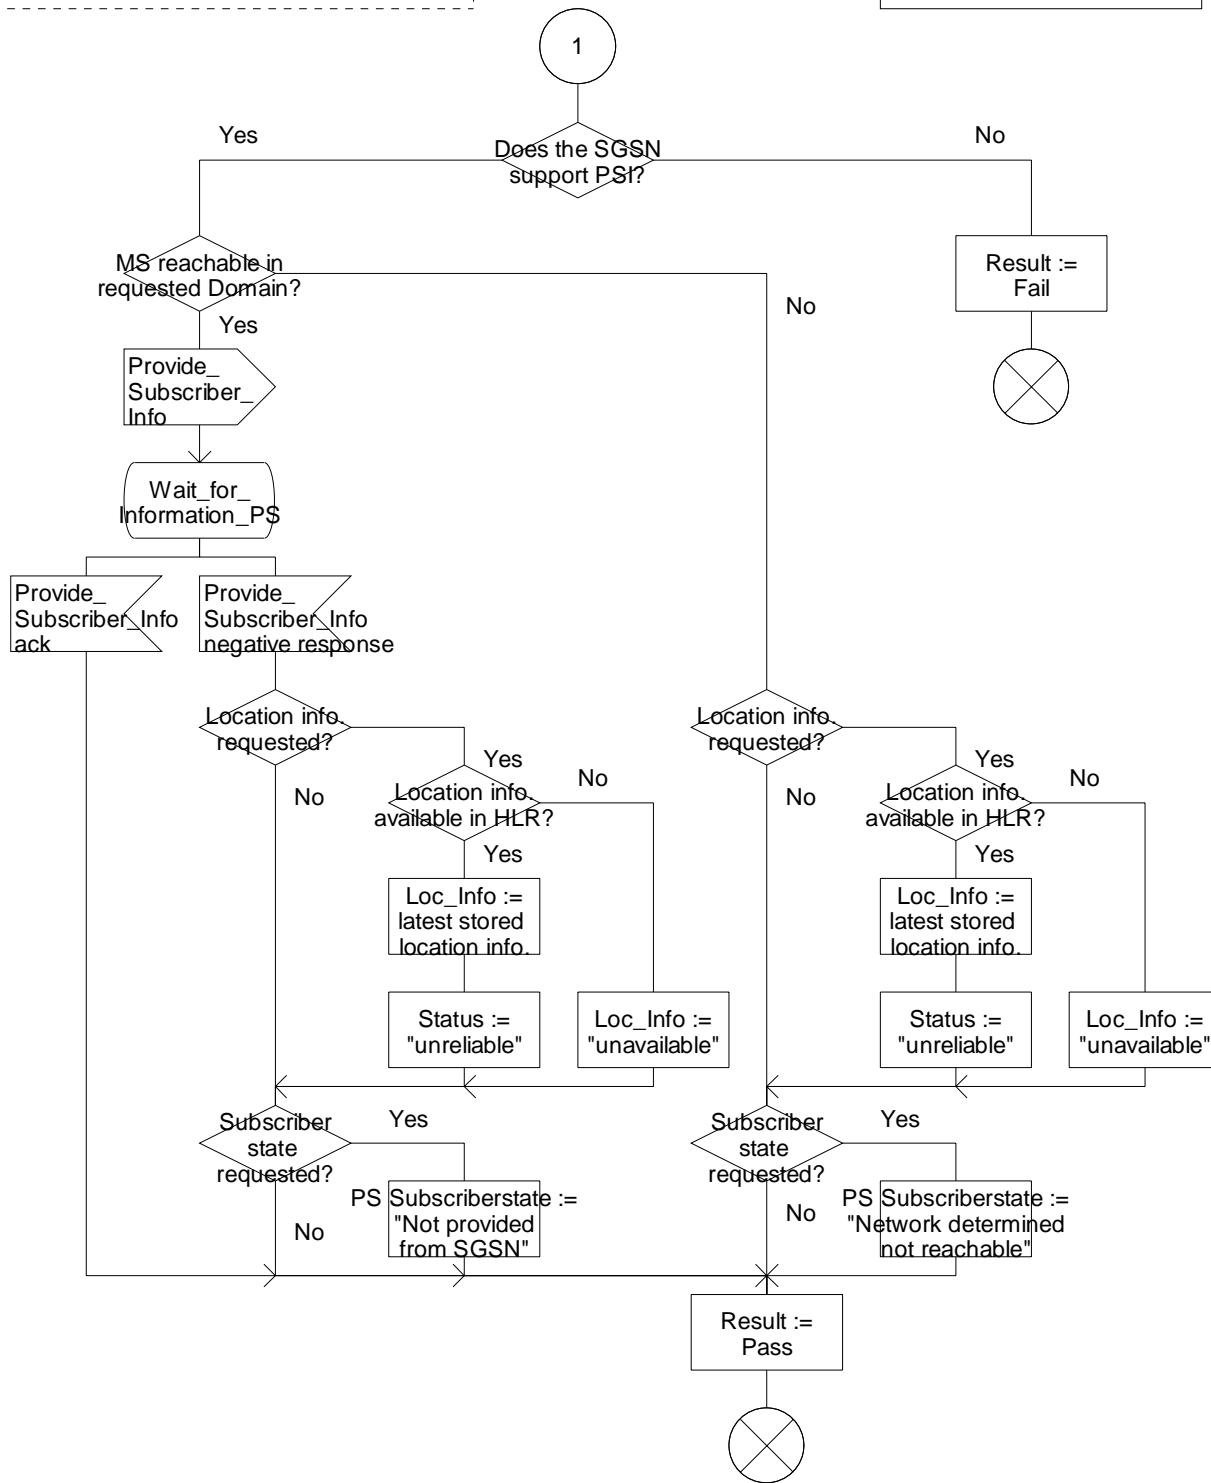 1
Yes
No
Does the SGSN
support PSI?
MS reachable in
requested Domain?
Result :=
Fail
No
Yes
Provide_
Subscriber_
Info
Wait_for_
Information_PS
Provide_
Subscriber_Info
ack
Provide_
Subscriber_Info
negative response
Location info.
requested?
Yes
No
No
Location info.
available in HLR?
Yes
Loc_Info :=
latest stored
location info.
Status :=
"unreliable"
Loc_Info :=
"unavailable"
Location info.
requested?
Yes
No
No
Location info.
available in HLR?
Yes
Loc_Info :=
latest stored
location info.
Status :=
"unreliable"
Loc_Info :=
"unavailable"
Subscriber
state
requested?
Yes
No
PS Subscriberstate :=
"Not provided
from SGSN"
Subscriber
state
requested?
Yes
No
PS Subscriberstate :=
"Network determined
not reachable"
Result :=
Pass